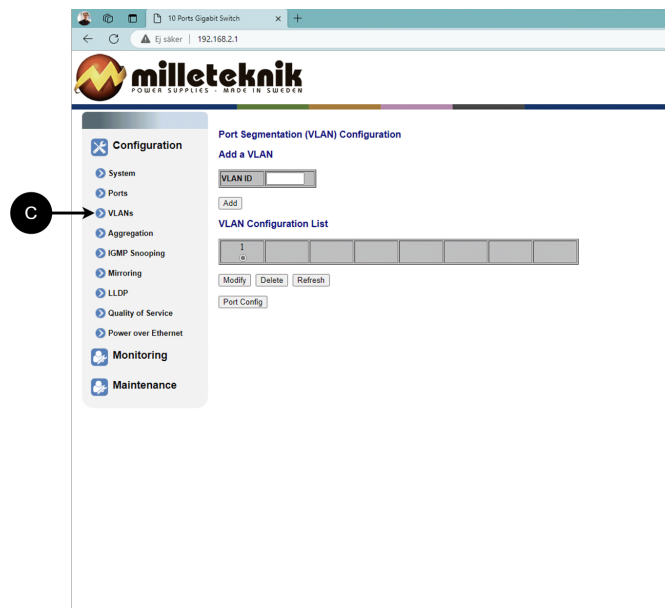 10 Ports Gigabit Switch
Ej säker | 192.168.2.1
milleteknik
POWER SUPPLIES - MADE IN SWEDEN
Configuration
System
Ports
C
VLANs
Aggregation
IGMP Snooping
Mirroring
LLDP
Quality of Service
Power over Ethernet
Monitoring
Maintenance
Port Segmentation (VLAN) Configuration
Add a VLAN
VLAN ID
Add
VLAN Configuration List
1
Modify Delete Refresh
Port Config